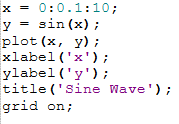 x = 0:0.1:10;
y = sin(x);
plot(x, y);
xlabel('x');
ylabel('y');
title('Sine Wave');
grid on;